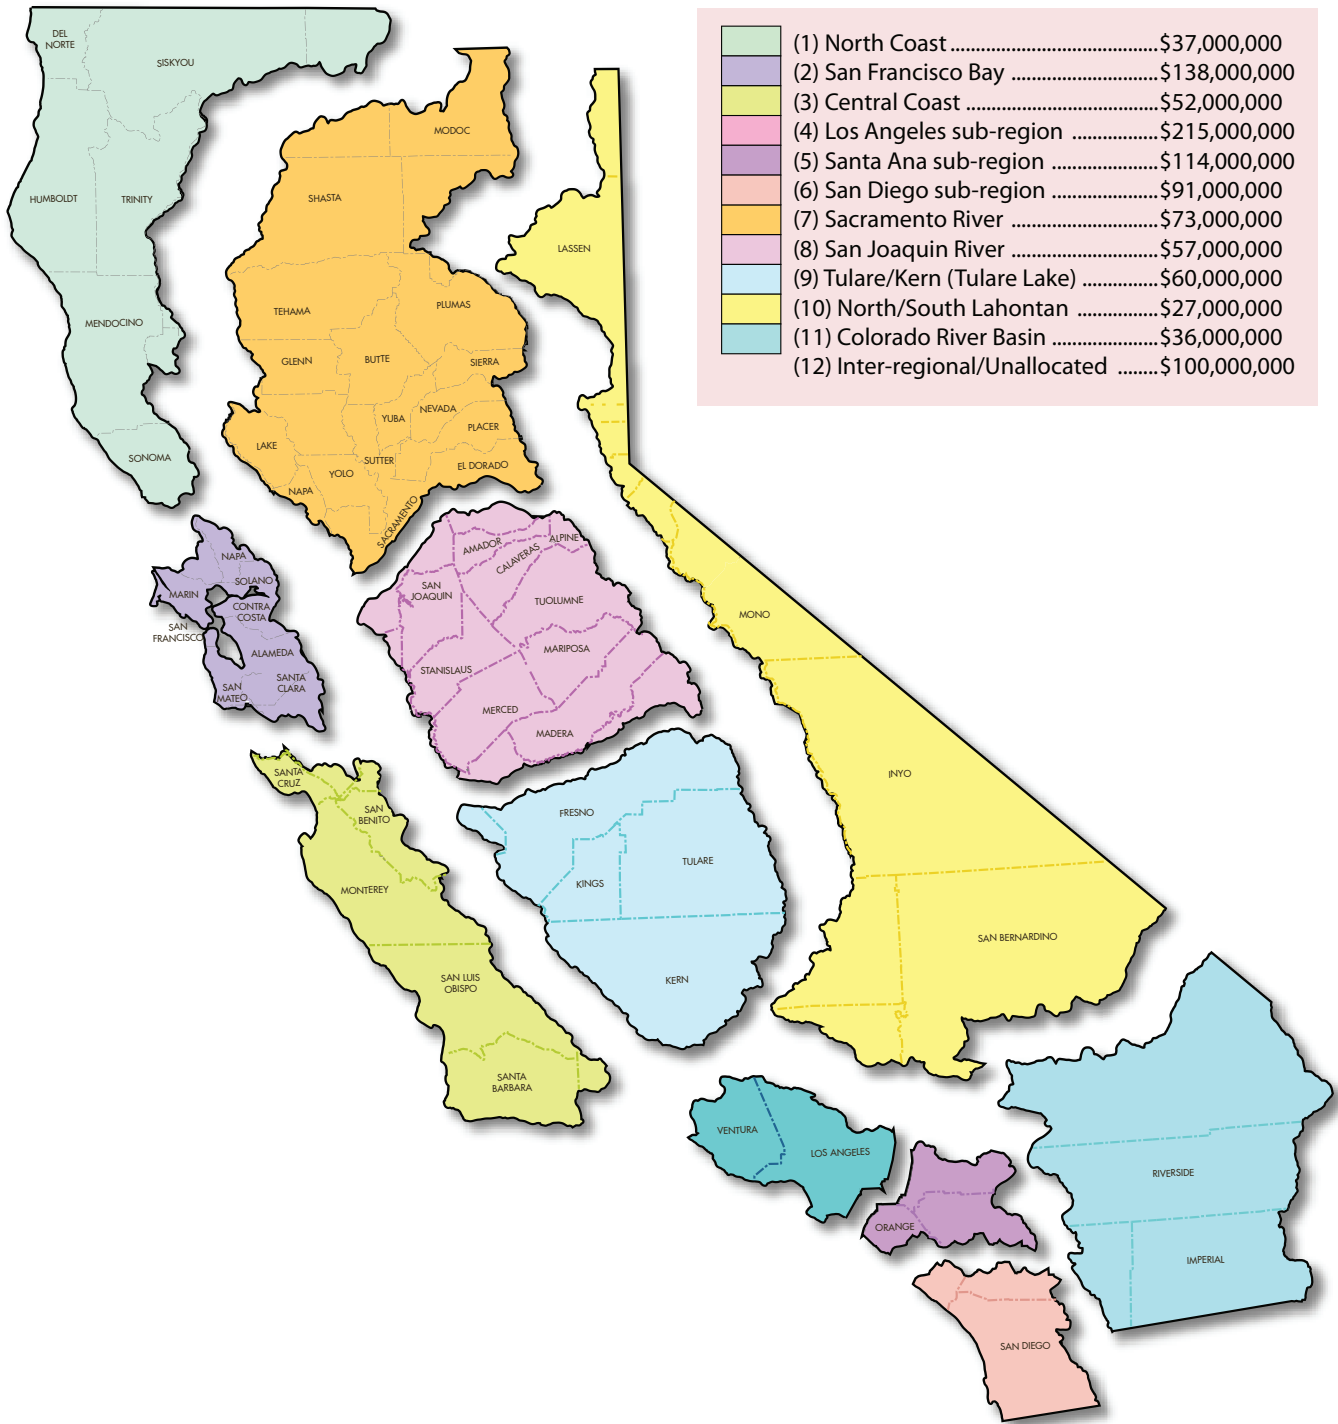 (1) North Coast ..................................... $37,000,000
(2) San Francisco Bay .......................... $138,000,000
(3) Central Coast .................................. $52,000,000
(4) Los Angeles sub-region ............... $215,000,000
(5) Santa Ana sub-region ................... $114,000,000
(6) San Diego sub-region ................... $91,000,000
(7) Sacramento River ........................... $73,000,000
(8) San Joaquin River ........................... $57,000,000
(9) Tulare/Kern (Tulare Lake) .............. $60,000,000
(10) North/South Lahontan .............. $27,000,000
(11) Colorado River Basin ................... $36,000,000
(12) Inter-regional/Unallocated ....... $100,000,000
DEL
NORTE
SISKYOU
HUMBOLDT
TRINITY
MENDOCINO
SONOMA
MODOC
SHASTA
TEHAMA
PLUMAS
GLENN
BUTTE
SIERRA
YUBA
NEVADA
PLACER
LAKE
SUTTER
YOLO
EL DORADO
NAPA
SACRAMENTO
LASSEN
MONO
INYO
SAN BERNARDINO
NAPA
SOLANO
MARIN
CONTRA
COSTA
SAN
FRANCISCO
ALAMEDA
SANTA
CLARA
SAN
MATEO
AMADOR
CALAVERAS
ALPINE
SAN
JOAQUIN
TUOLUMNE
MARIPOSA
STANISLAUS
MERCED
MADERA
SANTA
CRUZ
SAN
BENITO
MONTEREY
SAN LUIS
OBISPO
SANTA
BARBARA
FRESNO
TULARE
KINGS
KERN
VENTURA
LOS ANGELES
ORANGE
SAN DIEGO
RIVERSIDE
IMPERIAL